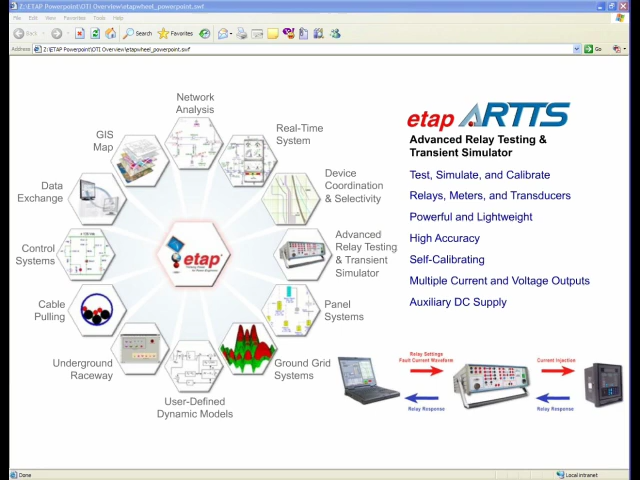 Z:\ETAP Powerpoint\OTI Overview\etapwheel_powerpoint.swf
File Edit View Favorites Tools Help
Back Search Favorites
Address Z:\ETAP Powerpoint\OTI Overview\etapwheel_powerpoint.swf Go
Network
Analysis
Real-Time
System
Device
Coordination
& Selectivity
Advanced
Relay Testing
& Transient
Simulator
Panel
Systems
Ground Grid
Systems
User-Defined
Dynamic Models
Underground
Raceway
Cable
Pulling
Control
Systems
Data
Exchange
GIS
Map
etap
etap ARTTS
Advanced Relay Testing &
Transient Simulator
Test, Simulate, and Calibrate
Relays, Meters, and Transducers
Powerful and Lightweight
High Accuracy
Self-Calibrating
Multiple Current and Voltage Outputs
Auxiliary DC Supply
Relay Settings
Fault Current Waveform
Current Injection
Relay Response
Relay Response
Done
Local intranet